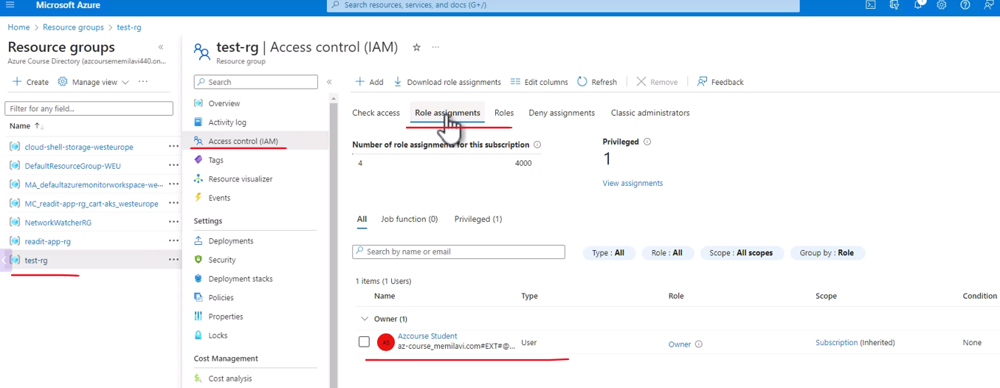 Microsoft Azure
Search resources, services, and docs (G+/)
Home > Resource groups > test-rg
Resource groups
Azure Course Directory (azcoursememilavi440.on...
Create Manage view ...
Filter for any field...
Name
cloud-shell-storage-westeurope
DefaultResourceGroup-WEU
MA_defaultazuremonitorworkspace-we...
MC_readit-app-rg_cart-aks_westeurope
NetworkWatcherRG
readit-app-rg
test-rg
test-rg | Access control (IAM)
Resource group
Search
Overview
Activity log
Access control (IAM)
Tags
Resource visualizer
Events
Settings
Deployments
Security
Deployment stacks
Policies
Properties
Locks
Cost Management
Cost analysis
Add Download role assignments Edit columns Refresh Remove Feedback
Check access Role assignments Roles Deny assignments Classic administrators
Number of role assignments for this subscription
4 4000
Privileged
1
View assignments
All Job function (0) Privileged (1)
Search by name or email
Type : All Role : All Scope : All scopes Group by : Role
1 items (1 Users)
Name Type Role Scope Condition
Owner (1)
AS Azcourse Student
az-course_memilavi.com#EXT#@...
User Owner Subscription (Inherited) None